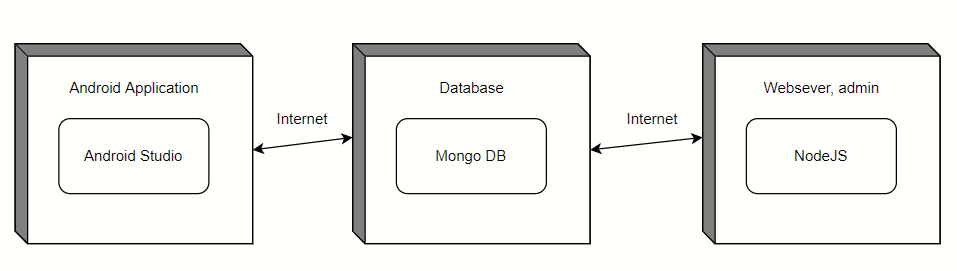 Android Application
Android Studio
Internet
Database
Mongo DB
Internet
Websever, admin
NodeJS